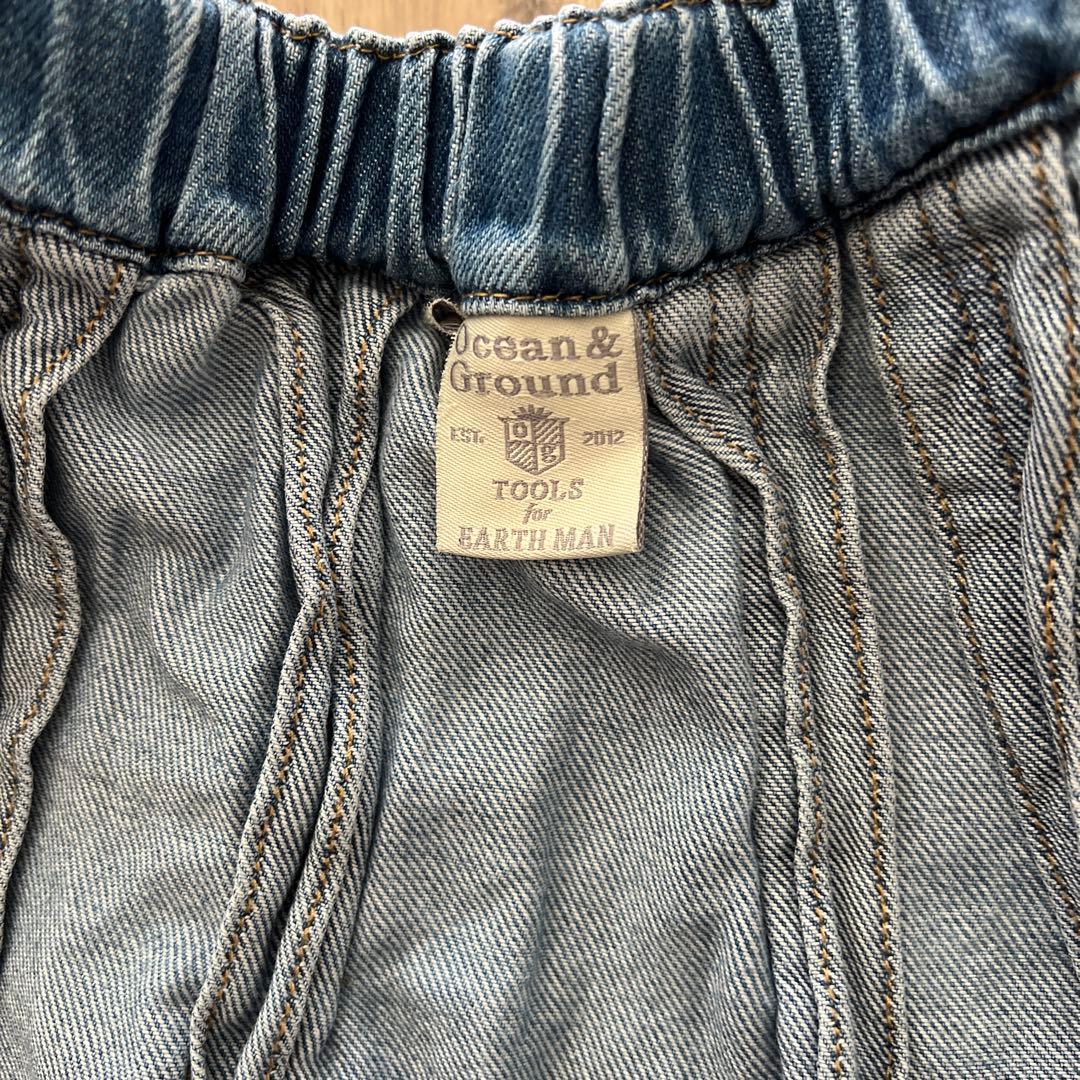 Ocean &
Ground
EST. 2012
O
g
TOOLS
for
EARTH MAN